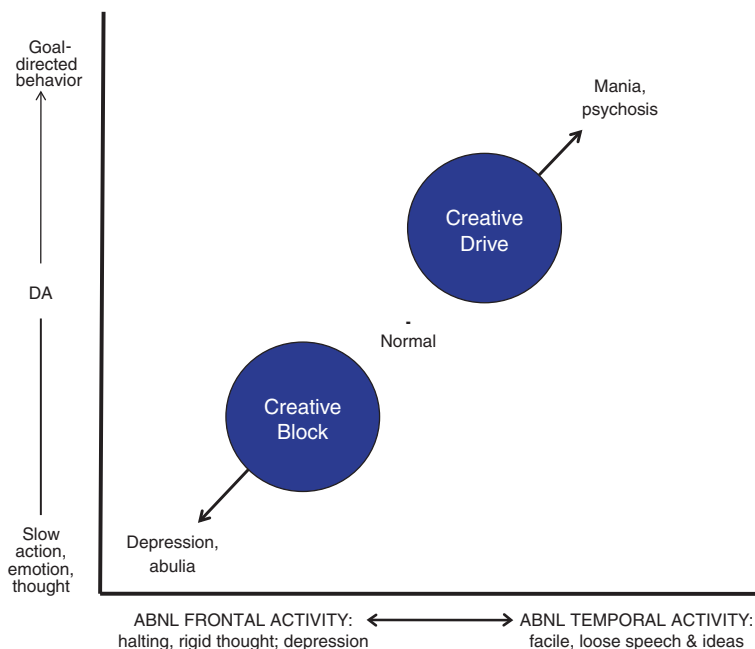 Goal-
directed
behavior
Mania,
psychosis
Creative
Drive
DA
-
Normal
Creative
Block
Slow
action,
emotion,
thought
Depression,
abulia
ABNL FRONTAL ACTIVITY:
halting, rigid thought; depression
ABNL TEMPORAL ACTIVITY:
facile, loose speech & ideas